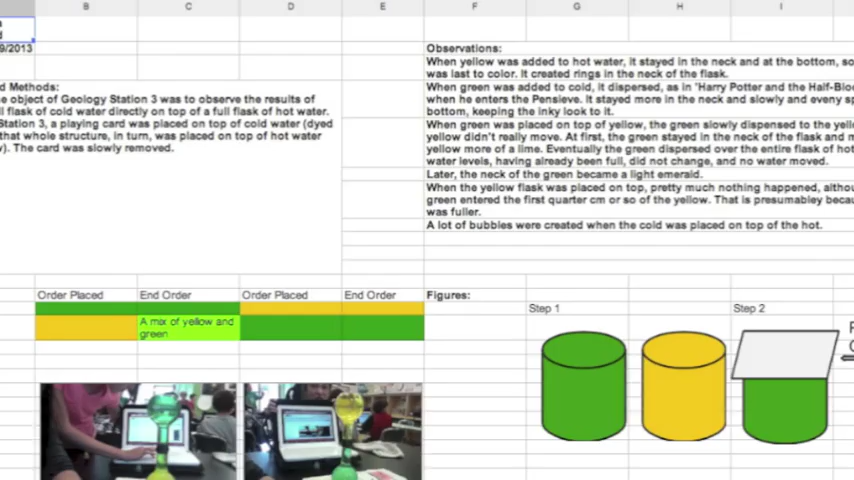 B C D E F G H I
9/2013
Observations:
When yellow was added to hot water, it stayed in the neck and at the bottom, so
was last to color. It created rings in the neck of the flask.
d Methods:
When green was added to cold, it dispersed, as in 'Harry Potter and the Half-Bloo
e object of Geology Station 3 was to observe the results of
when he enters the Pensieve. It stayed more in the neck and slowly and eveny sp
ll flask of cold water directly on top of a full flask of hot water.
bottom, keeping the inky look to it.
Station 3, a playing card was placed on top of cold water (dyed
When green was placed on top of yellow, the green slowly dispensed to the yello
that whole structure, in turn, was placed on top of hot water
yellow didn't really move. At first, the green stayed in the neck of the flask and m
w). The card was slowly removed.
yellow more of a lime. Eventually the green dispersed over the entire flask of hot
water levels, having already been full, did not change, and no water moved.
Later, the neck of the green became a light emerald.
When the yellow flask was placed on top, pretty much nothing happened, althou
green entered the first quarter cm or so of the yellow. That is presumabley becau
was fuller.
A lot of bubbles were created when the cold was placed on top of the hot.
Order Placed End Order Order Placed End Order Figures:
Step 1 Step 2
A mix of yellow and
green